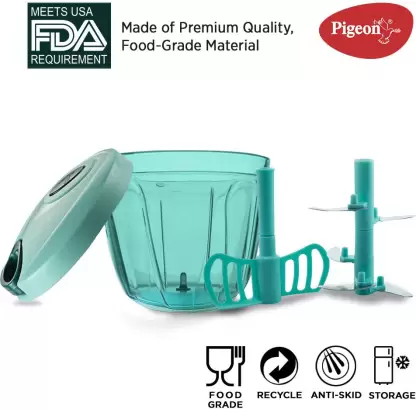 MEETS USA
FDA
REQUIREMENT
Made of Premium Quality,
Food-Grade Material
Pigeon
FOOD
GRADE
RECYCLE
ANTI-SKID
STORAGE